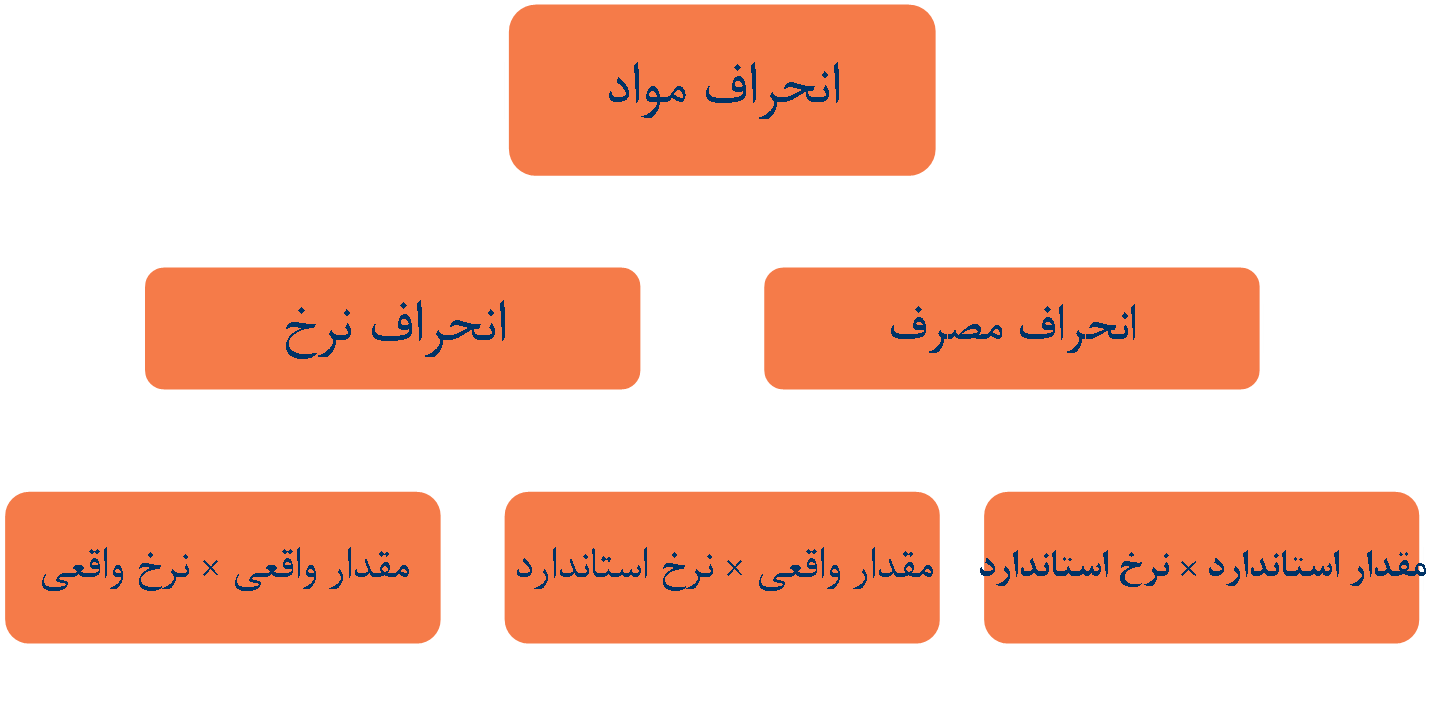 انحراف مواد
انحراف مصرف
انحراف نرخ
مقدار استاندارد × نرخ استاندارد
مقدار واقعی × نرخ استاندارد
مقدار واقعی × نرخ واقعی